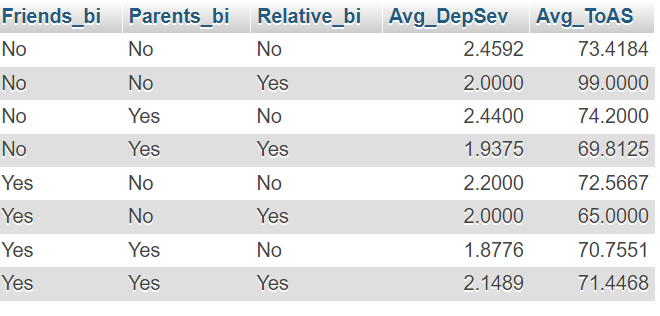 Friends_bi Parents_bi Relative_bi Avg_DepSev Avg_ToAS
No No No 2.4592 73.4184
No No Yes 2.0000 99.0000
No Yes No 2.4400 74.2000
No Yes Yes 1.9375 69.8125
Yes No No 2.2000 72.5667
Yes No Yes 2.0000 65.0000
Yes Yes No 1.8776 70.7551
Yes Yes Yes 2.1489 71.4468